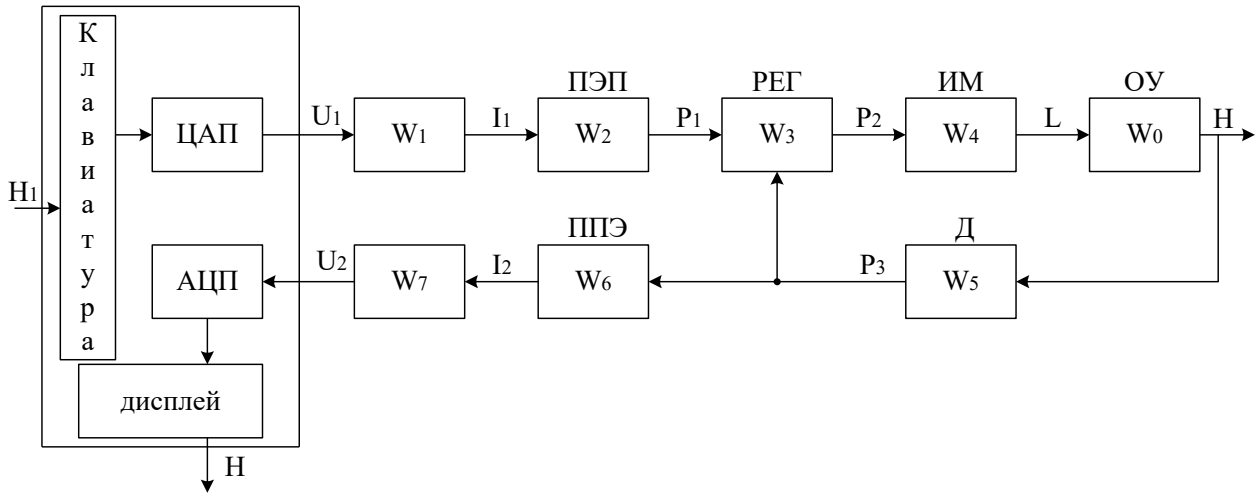 Клавиатура
ПЭП РЕГ ИМ ОУ
ЦАП U1 W1 I1 W2 P1 W3 P2 W4 L W0 H
H1
ППЭ Д
АЦП U2 W7 I2 W6 P3 W5
дисплей
H